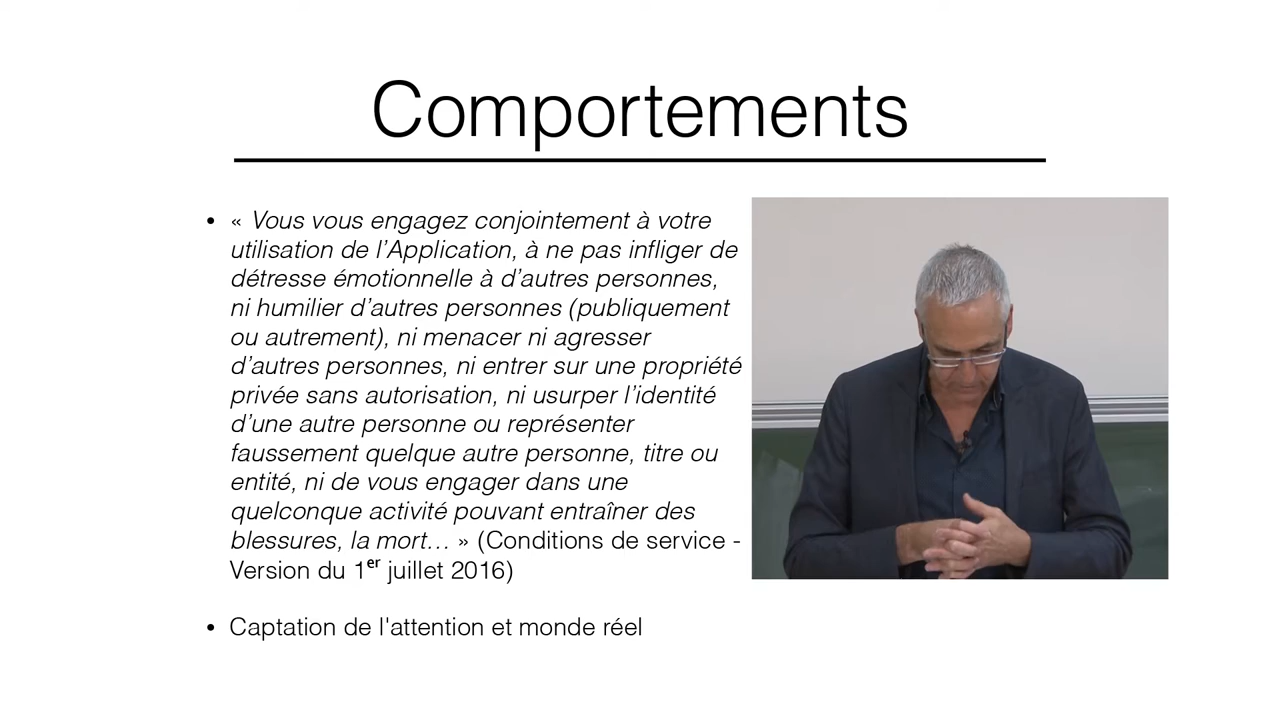 Comportements
• « Vous vous engagez conjointement à votre
utilisation de l’Application, à ne pas infliger de
détresse émotionnelle à d’autres personnes,
ni humilier d’autres personnes (publiquement
ou autrement), ni menacer ni agresser
d’autres personnes, ni entrer sur une propriété
privée sans autorisation, ni usurper l’identité
d’une autre personne ou représenter
faussement quelque autre personne, titre ou
entité, ni de vous engager dans une
quelconque activité pouvant entraîner des
blessures, la mort… » (Conditions de service -
Version du 1er juillet 2016)
• Captation de l'attention et monde réel